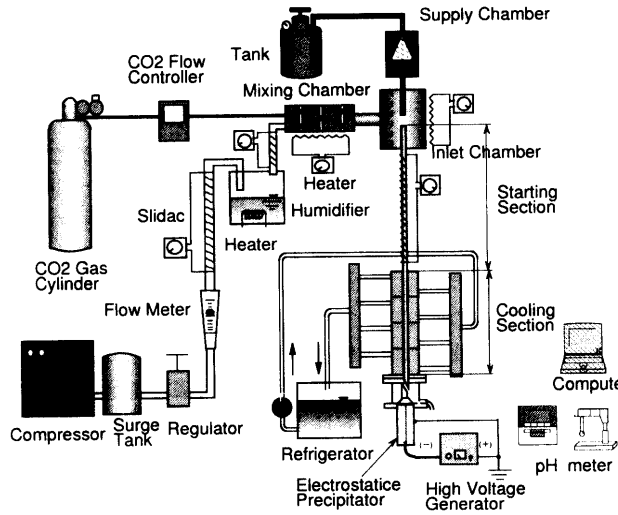 Supply Chamber
Tank
CO2 Flow
Controller
Mixing Chamber
Inlet Chamber
Heater
Starting
Section
Slidac
Humidifier
Heater
CO2 Gas
Cylinder
Flow Meter
Cooling
Section
Compute
Compressor
Surge
Tank
Regulator
Refrigerator
(-)
(+)
pH meter
Electrostatice
Precipitator
High Voltage
Generator